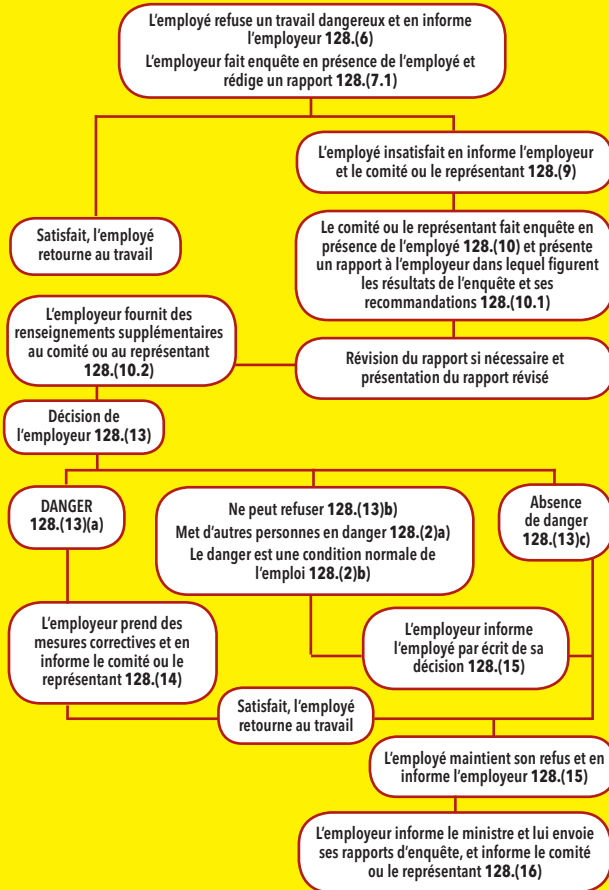 L'employé refuse un travail dangereux et en informe
l'employeur 128.(6)
L'employeur fait enquête en présence de l'employé et
rédige un rapport 128.(7.1)
L'employé insatisfait en informe l'employeur
et le comité ou le représentant 128.(9)
Satisfait, l'employé
retourne au travail
Le comité ou le représentant fait enquête en
présence de l'employé 128.(10) et présente
un rapport à l'employeur dans lequel figurent
les résultats de l'enquête et ses
recommandations 128.(10.1)
L'employeur fournit des
renseignements supplémentaires
au comité ou au représentant
128.(10.2)
Révision du rapport si nécessaire et
présentation du rapport révisé
Décision de
l'employeur 128.(13)
DANGER
128.(13)(a)
Ne peut refuser 128.(13)b)
Met d'autres personnes en danger 128.(2)a)
Le danger est une condition normale de
l'emploi 128.(2)b)
Absence
de danger
128.(13)c)
L'employeur prend des
mesures correctives et en
informe le comité ou le
représentant 128.(14)
L'employeur informe
l'employé par écrit de sa
décision 128.(15)
Satisfait, l'employé
retourne au travail
L'employé maintient son refus et en
informe l'employeur 128.(15)
L'employeur informe le ministre et lui envoie
ses rapports d'enquête, et informe le comité
ou le représentant 128.(16)